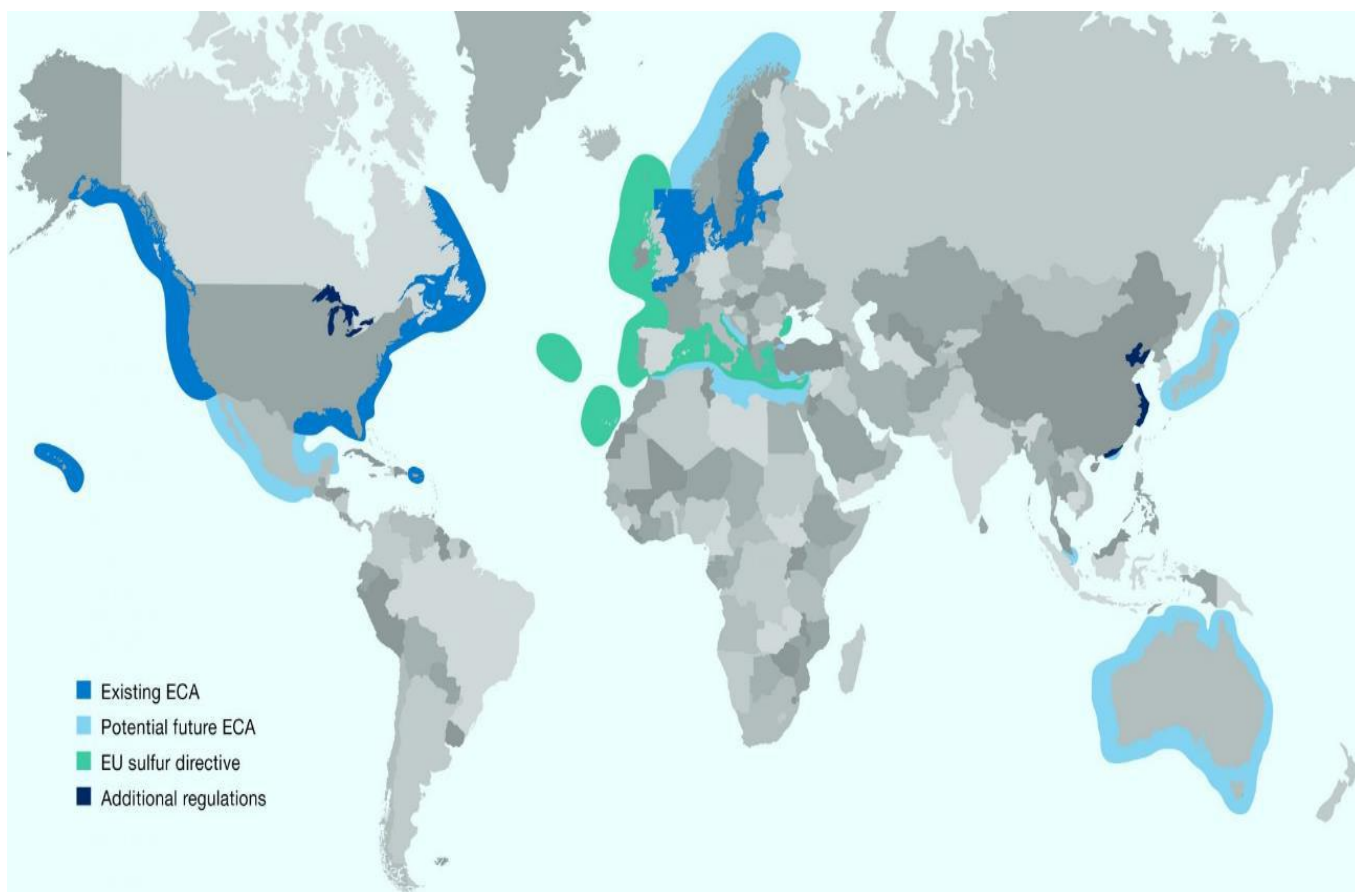 Existing ECA
Potential future ECA
EU sulfur directive
Additional regulations